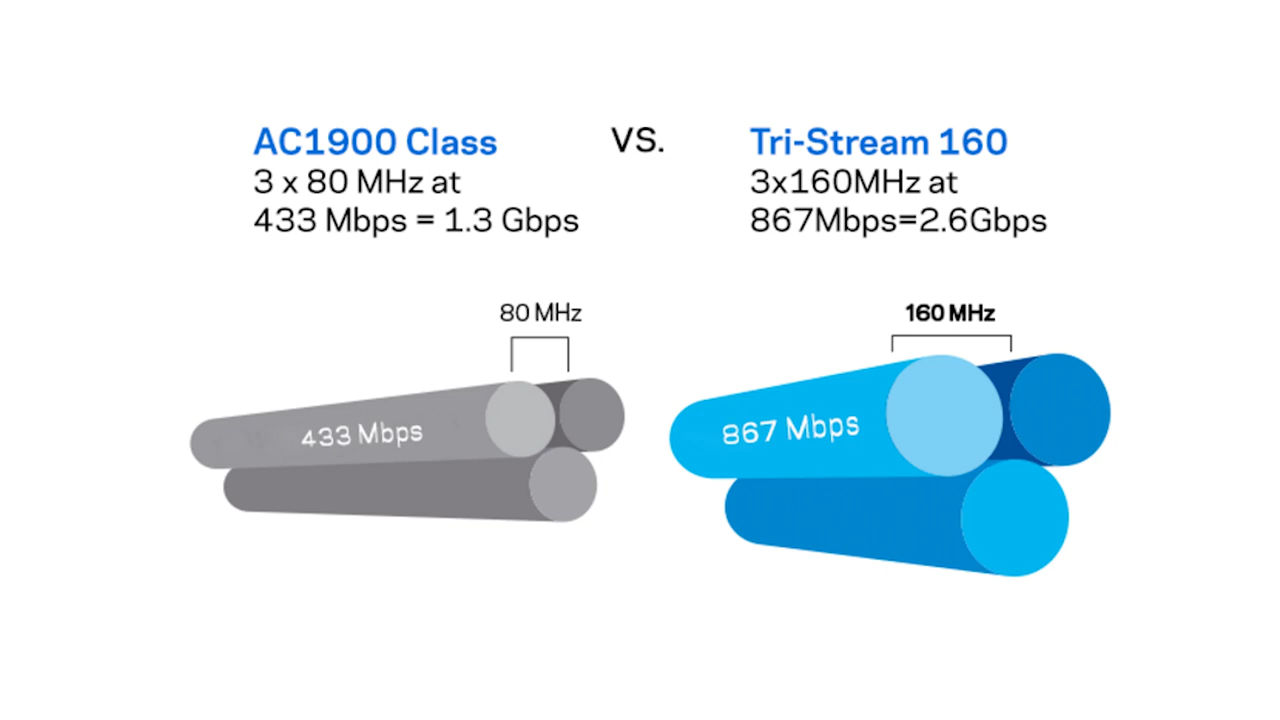 AC1900 Class
3 x 80 MHz at
433 Mbps = 1.3 Gbps
VS.
Tri-Stream 160
3x160MHz at
867Mbps=2.6Gbps
80 MHz
433 Mbps
160 MHz
867 Mbps